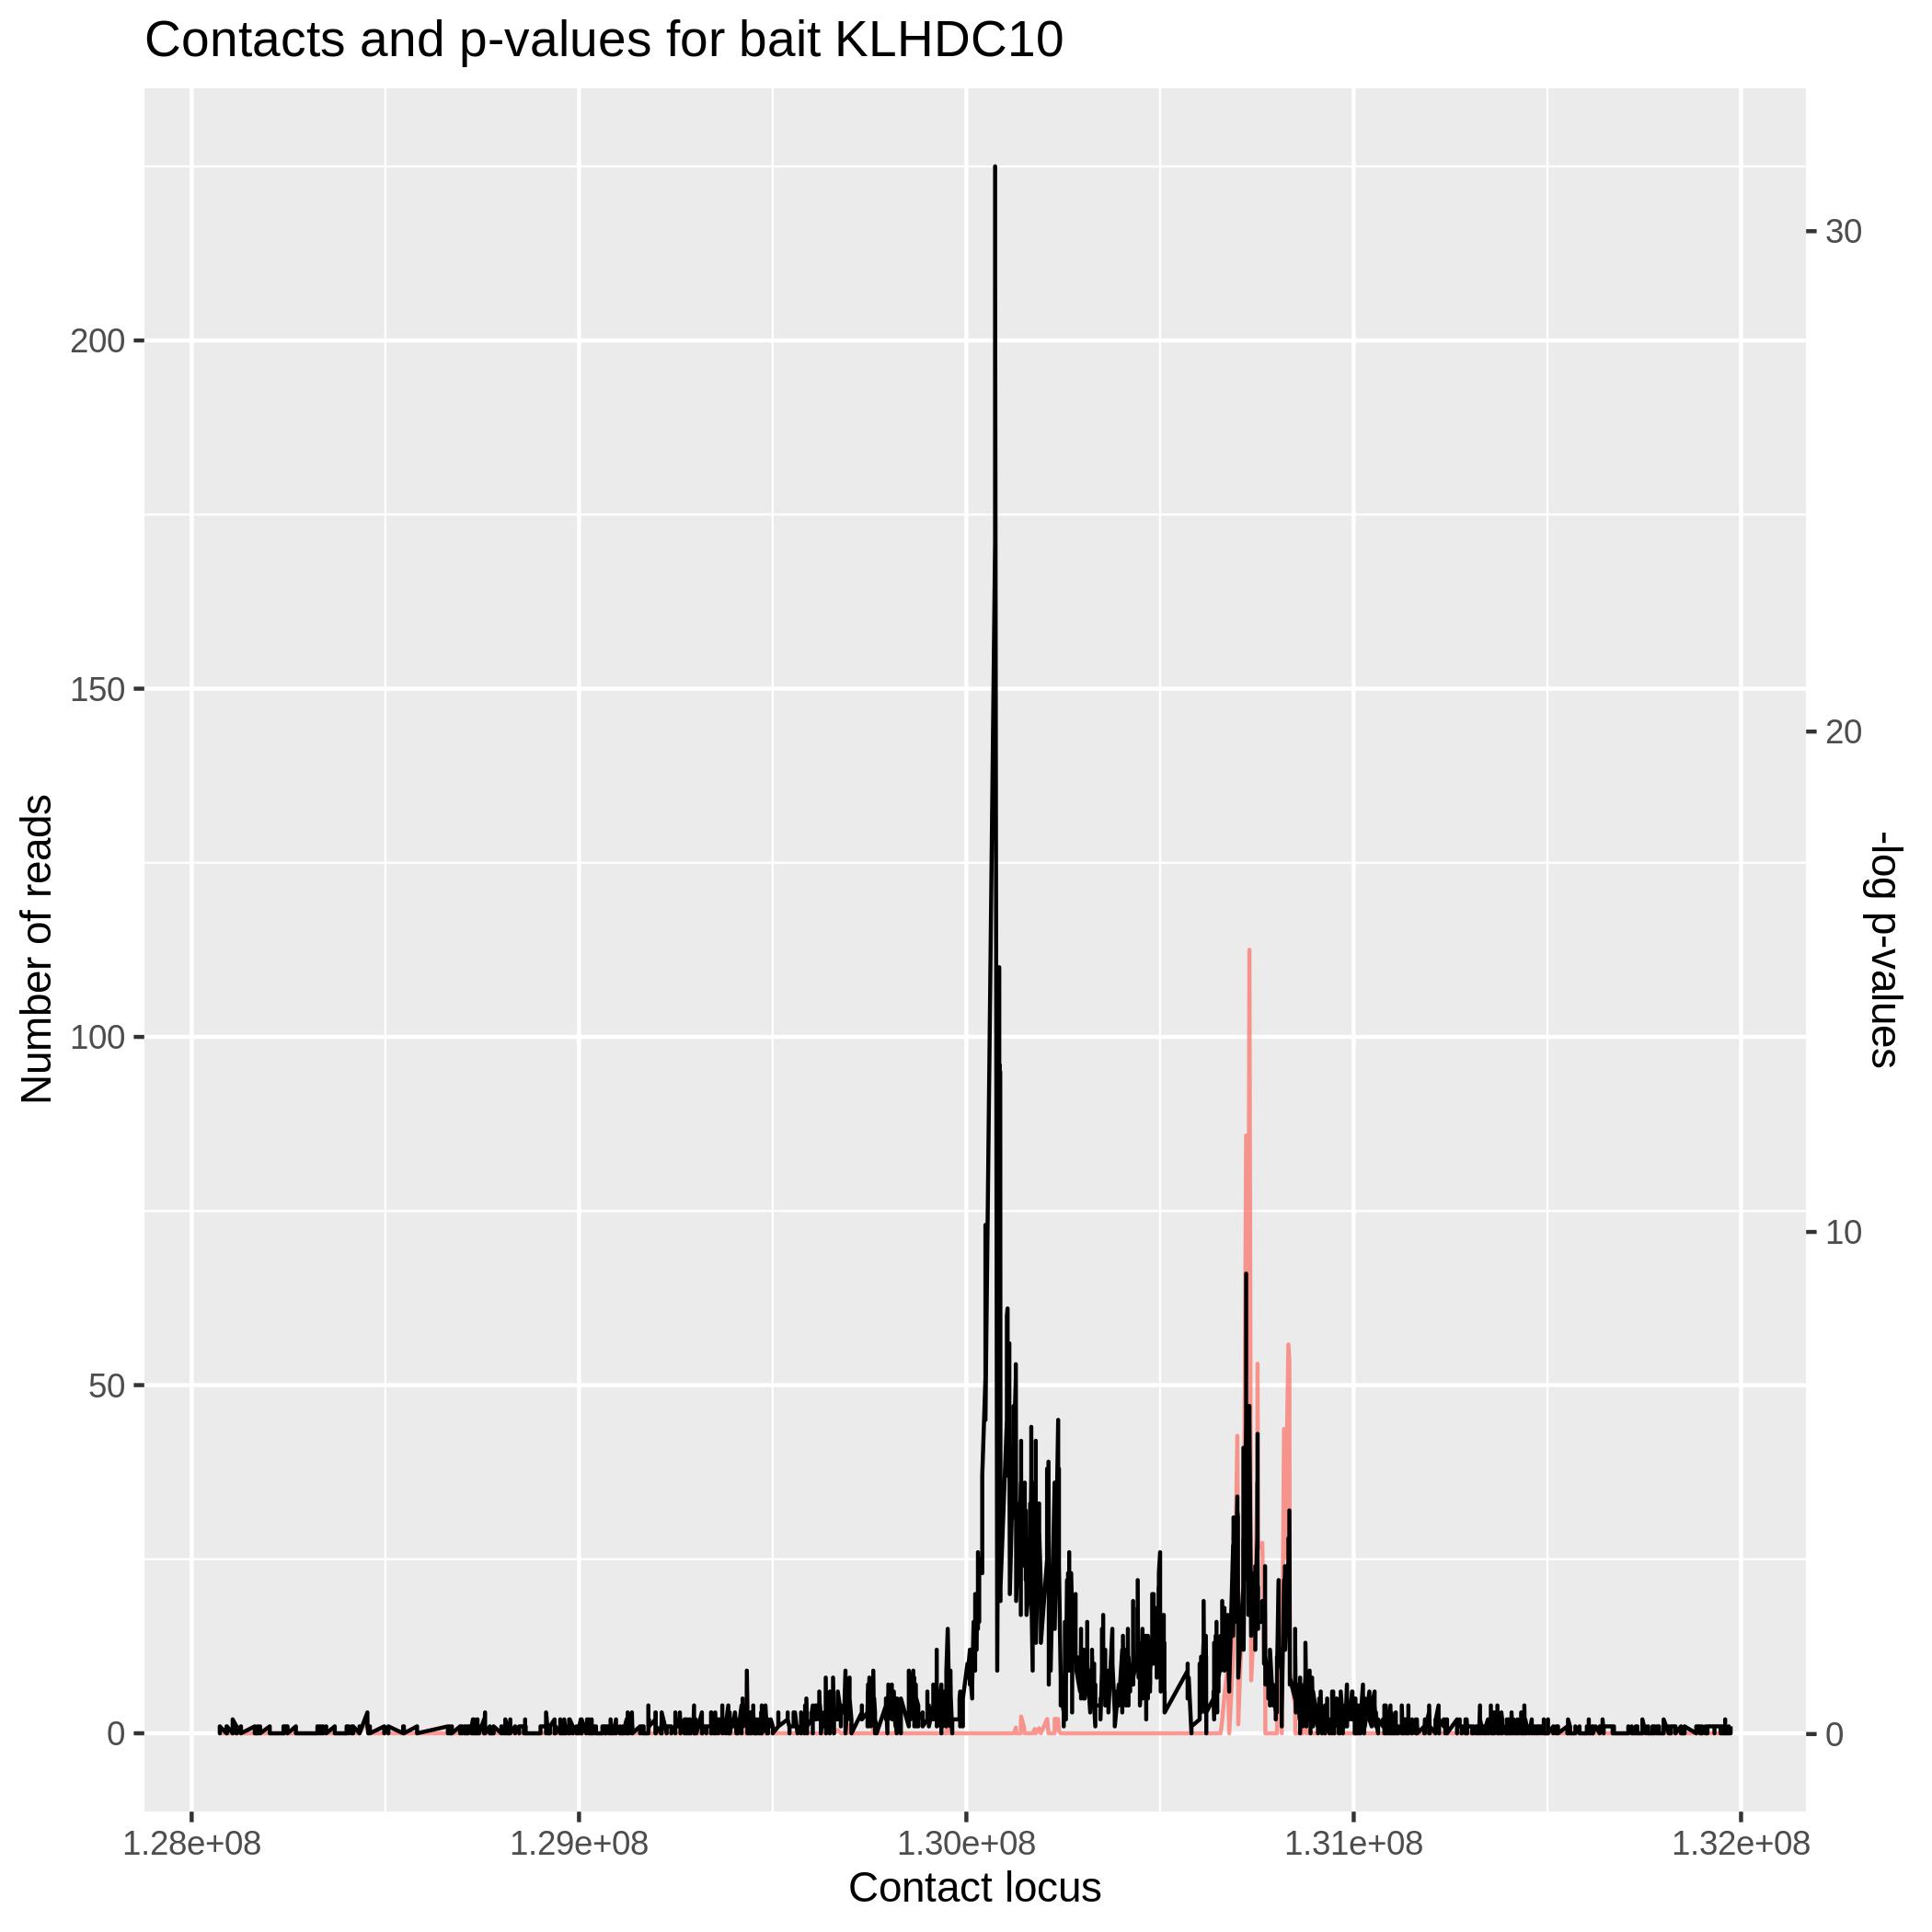 Contacts and p-values for bait KLHDC10
Number of reads
200
150
100
50
0
30
20
10
0
-log p-values
1.28e+08
1.29e+08
1.30e+08
1.31e+08
1.32e+08
Contact locus